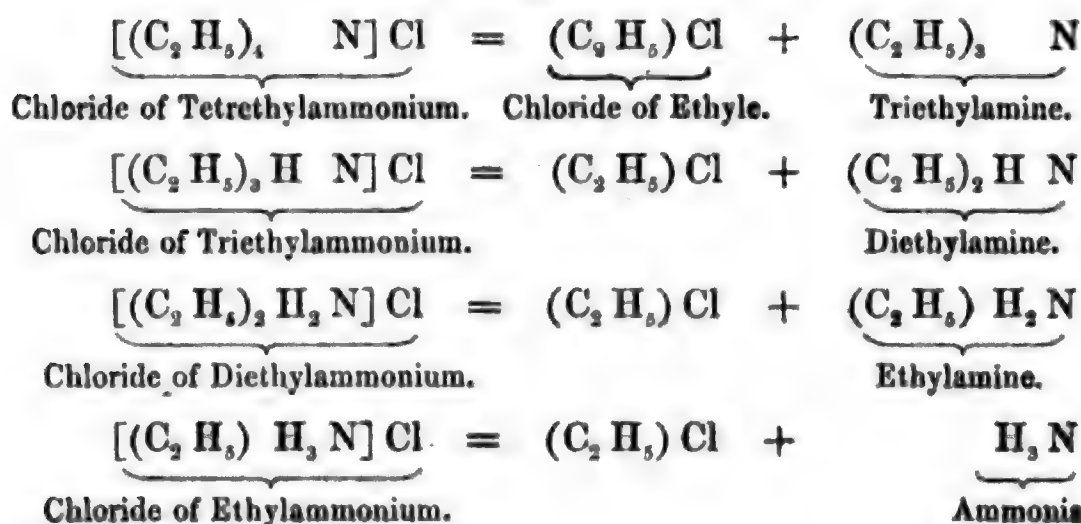 [(C₂ H₅)₄ N] Cl = (C₂ H₅) Cl + (C₂ H₅)₃ N
Chloride of Tetrethylammonium. Chloride of Ethyle. Triethylamine.
[(C₂ H₅)₃ H N] Cl = (C₂ H₅) Cl + (C₂ H₅)₂ H N
Chloride of Triethylammonium. Diethylamine.
[(C₂ H₅)₂ H₂ N] Cl = (C₂ H₅) Cl + (C₂ H₅) H₂ N
Chloride of Diethylammonium. Ethylamine.
[(C₂ H₅) H₃ N] Cl = (C₂ H₅) Cl + H₃ N
Chloride of Ethylammonium. Ammonia